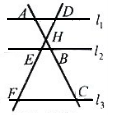 A D l₁
H
E B l₂
F C l₃